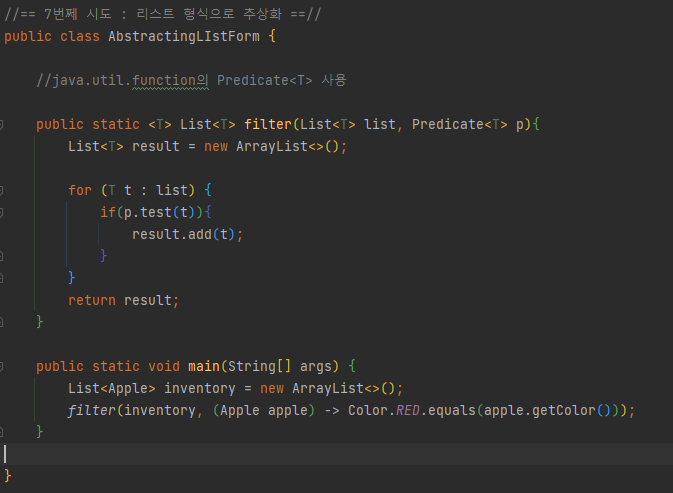 //== 7번째 시도 : 리스트 형식으로 추상화 ==//
public class AbstractingLIstForm {
//java.util.function의 Predicate<T> 사용
public static <T> List<T> filter(List<T> list, Predicate<T> p){
List<T> result = new ArrayList<>();
for (T t : list) {
if(p.test(t)){
result.add(t);
}
}
return result;
}
public static void main(String[] args) {
List<Apple> inventory = new ArrayList<>();
filter(inventory, (Apple apple) -> Color.RED.equals(apple.getColor()));
}
}